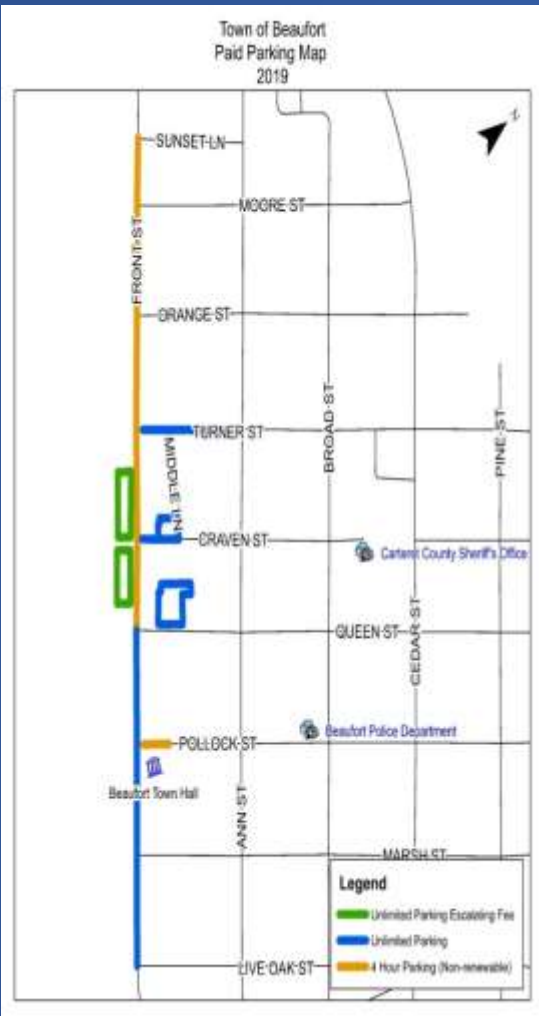 Town of Beaufort
Paid Parking Map
2019
Z
SUNSET LN
MOORE ST
FRONT ST
ORANGE ST
BROAD ST
PINE ST
TURNER ST
MIDDLE LN
CRAVEN ST
Carteret County Sheriff's Office
CEDAR ST
QUEEN ST
Beaufort Police Department
POLLOCK ST
Beaufort Town Hall
ANN ST
MARSH ST
Legend
Unlimited Parking Escalating Fee
Unlimited Parking
4 Hour Parking (Non-renewable)
LIVE OAK ST